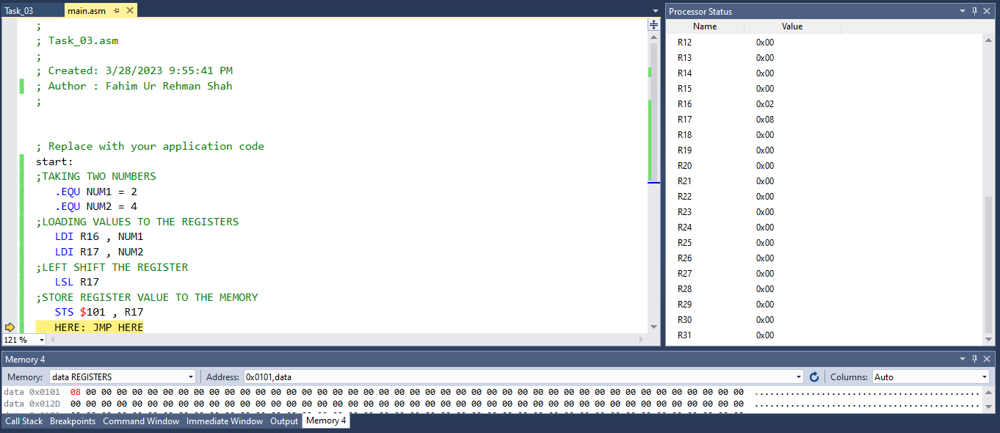 Task_03 main.asm
;
; Task_03.asm
;
; Created: 3/28/2023 9:55:41 PM
; Author : Fahim Ur Rehman Shah
;
; Replace with your application code
start:
;TAKING TWO NUMBERS
.EQU NUM1 = 2
.EQU NUM2 = 4
;LOADING VALUES TO THE REGISTERS
LDI R16 , NUM1
LDI R17 , NUM2
;LEFT SHIFT THE REGISTER
LSL R17
;STORE REGISTER VALUE TO THE MEMORY
STS $101 , R17
HERE: JMP HERE
121 %
Processor Status
Name Value
R12 0x00
R13 0x00
R14 0x00
R15 0x00
R16 0x02
R17 0x08
R18 0x00
R19 0x00
R20 0x00
R21 0x00
R22 0x00
R23 0x00
R24 0x00
R25 0x00
R26 0x00
R27 0x00
R28 0x00
R29 0x00
R30 0x00
R31 0x00
Memory 4
Memory: data REGISTERS Address: 0x0101,data Columns: Auto
data 0x0101 08 00 00 00 00 00 00 00 00 00 00 00 00 00 00 00 00 00 00 00 00 00 00 00 00 00 00 00 00 00 00 00 00 00 00 00 00 00 00 00 00 00 00 00 ............................................
data 0x012D 00 00 00 00 00 00 00 00 00 00 00 00 00 00 00 00 00 00 00 00 00 00 00 00 00 00 00 00 00 00 00 00 00 00 00 00 00 00 00 00 00 00 00 00 ............................................
Call Stack Breakpoints Command Window Immediate Window Output Memory 4